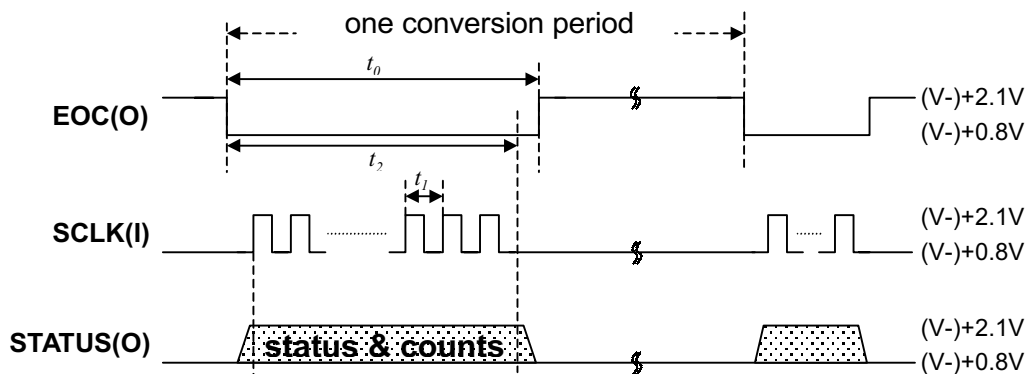 one conversion period
t0
EOC(O)
(V-)+2.1V
(V-)+0.8V
t2
t1
SCLK(I)
(V-)+2.1V
(V-)+0.8V
STATUS(O)
status & counts
(V-)+2.1V
(V-)+0.8V